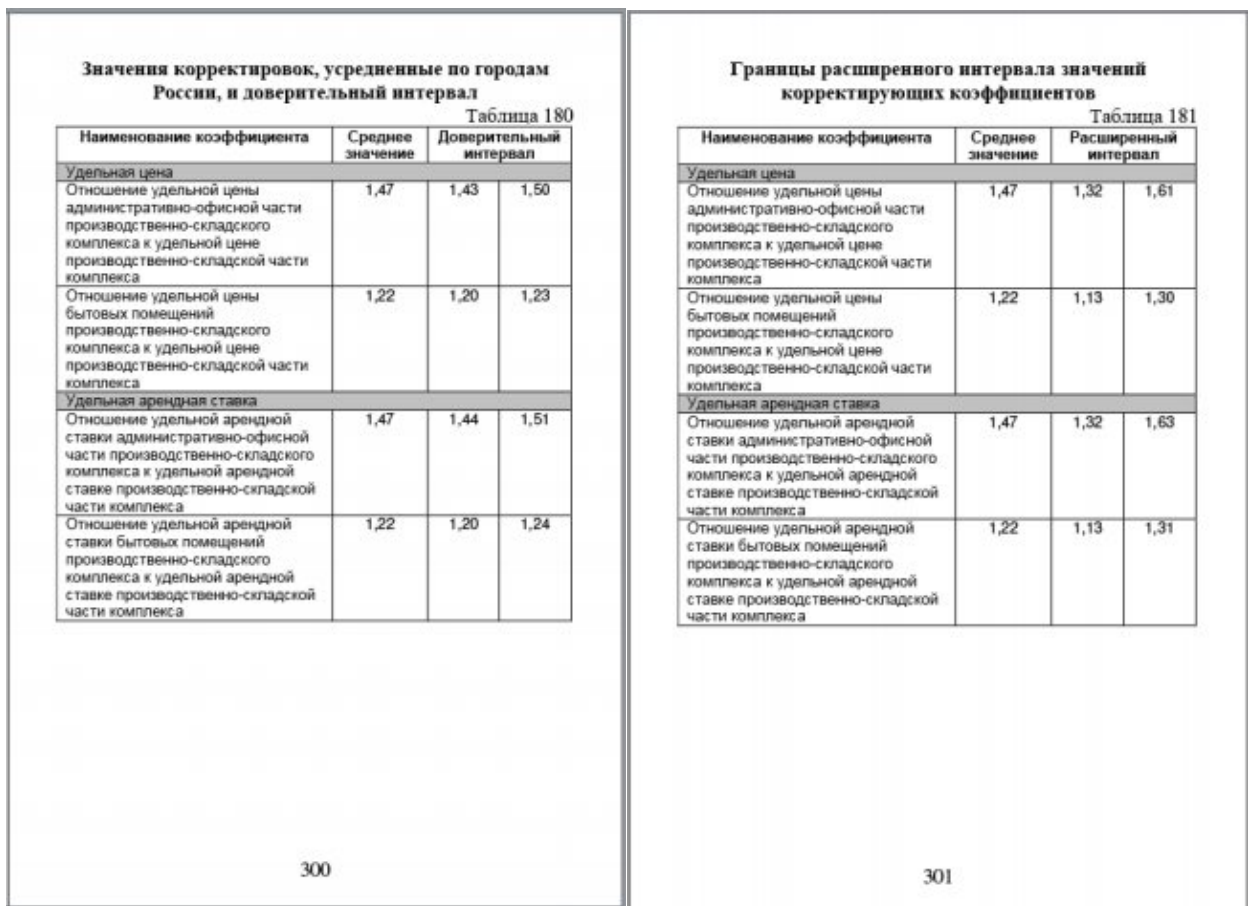 Значения корректировок, усредненные по городам
России, и доверительный интервал
Таблица 180
Наименование коэффициента Среднее значение Доверительный интервал
Удельная цена
Отношение удельной цены 1,47 1,43 1,50
административно-офисной части
производственно-складского
комплекса к удельной цене
производственно-складской части
комплекса
Отношение удельной цены 1,22 1,20 1,23
бытовых помещений
производственно-складского
комплекса к удельной цене
производственно-складской части
комплекса
Удельная арендная ставка
Отношение удельной арендной 1,47 1,44 1,51
ставки административно-офисной
части производственно-складского
комплекса к удельной арендной
ставке производственно-складской
части комплекса
Отношение удельной арендной 1,22 1,20 1,24
ставки бытовых помещений
производственно-складского
комплекса к удельной арендной
ставке производственно-складской
части комплекса
300
Границы расширенного интервала значений
корректирующих коэффициентов
Таблица 181
Наименование коэффициента Среднее значение Расширенный интервал
Удельная цена
Отношение удельной цены 1,47 1,32 1,61
административно-офисной части
производственно-складского
комплекса к удельной цене
производственно-складской части
комплекса
Отношение удельной цены 1,22 1,13 1,30
бытовых помещений
производственно-складского
комплекса к удельной цене
производственно-складской части
комплекса
Удельная арендная ставка
Отношение удельной арендной 1,47 1,32 1,63
ставки административно-офисной
части производственно-складского
комплекса к удельной арендной
ставке производственно-складской
части комплекса
Отношение удельной арендной 1,22 1,13 1,31
ставки бытовых помещений
производственно-складского
комплекса к удельной арендной
ставке производственно-складской
части комплекса
301